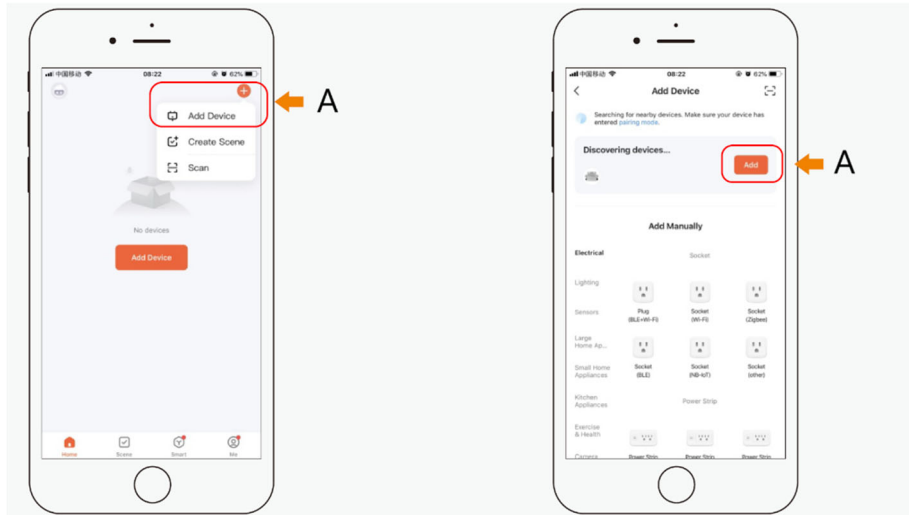 中国移动
08:22
62%
Add Device
Create Scene
Scan
A
No devices
Add Device
Home
Scene
Smart
Me
中国移动
08:22
62%
Add Device
Searching for nearby devices. Make sure your device has
entered pairing mode.
Discovering devices...
Add
A
Add Manually
Electrical
Socket
Lighting
Sensors
Plug
(BLE+Wi-Fi)
Socket
(Wi-Fi)
Socket
(Zigbee)
Large
Home Ap...
Small Home
Appliances
Socket
(BLE)
Socket
(NB-IoT)
Socket
(other)
Kitchen
Appliances
Power Strip
Exercise
& Health
Camera
Power Strip
Power Strip
Power Strip